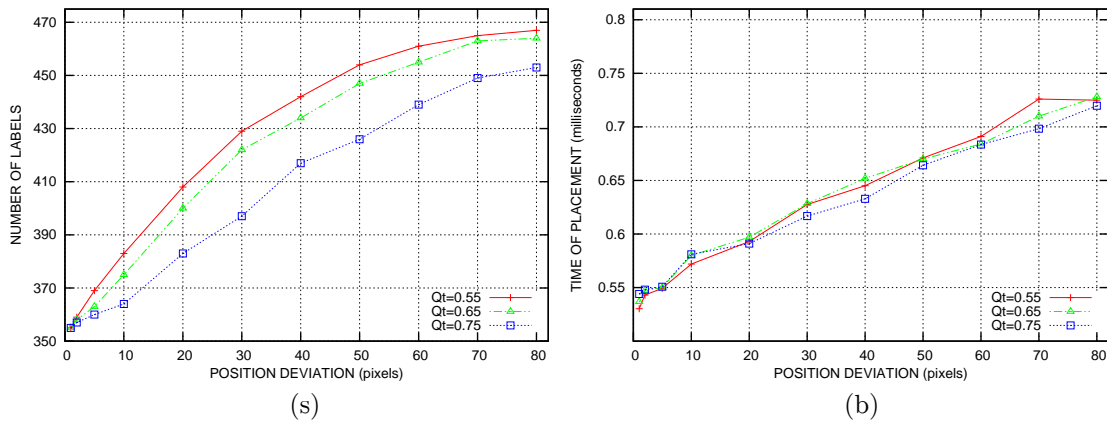 470
450
430
410
390
370
350
NUMBER OF LABELS
0 10 20 30 40 50 60 70 80
POSITION DEVIATION (pixels)
Qt=0.55
Qt=0.65
Qt=0.75
(s)
0.8
0.75
0.7
0.65
0.6
0.55
TIME OF PLACEMENT (milliseconds)
0 10 20 30 40 50 60 70 80
POSITION DEVIATION (pixels)
Qt=0.55
Qt=0.65
Qt=0.75
(b)